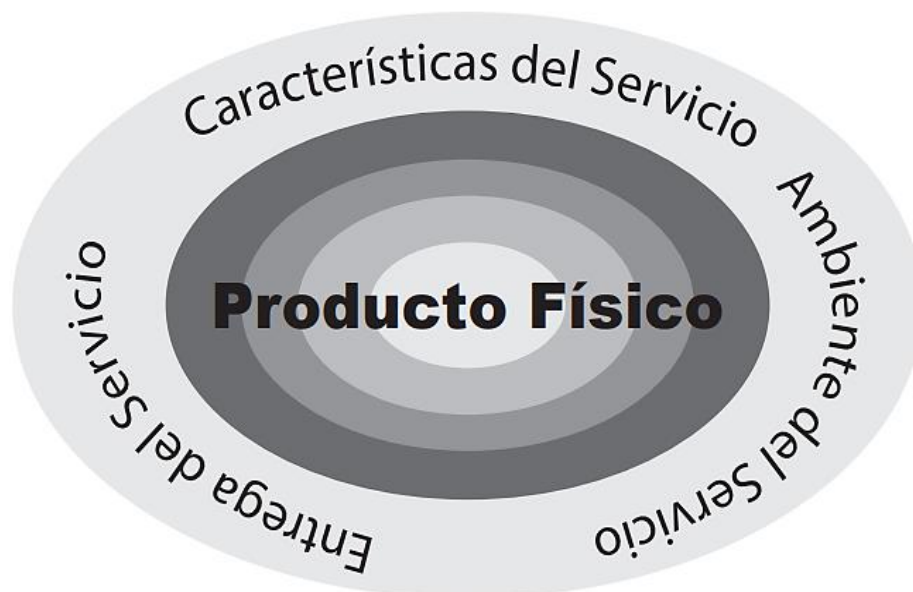 Características del Servicio
Ambiente del Servicio
Entrega del Servicio
Producto Físico